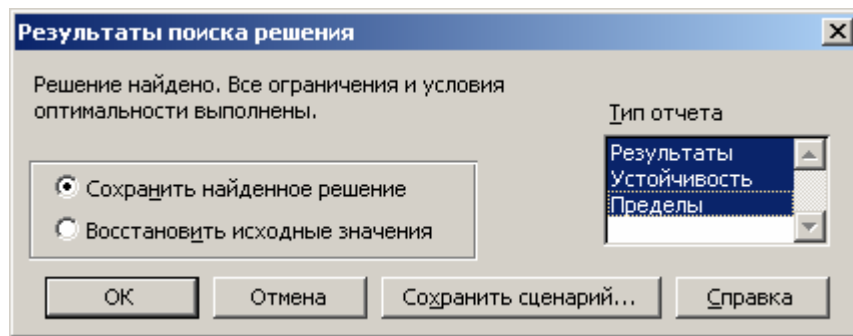 Результаты поиска решения
Решение найдено. Все ограничения и условия
оптимальности выполнены.
Тип отчета
Результаты
Устойчивость
Пределы
Сохранить найденное решение
Восстановить исходные значения
ОК
Отмена
Сохранить сценарий...
Справка